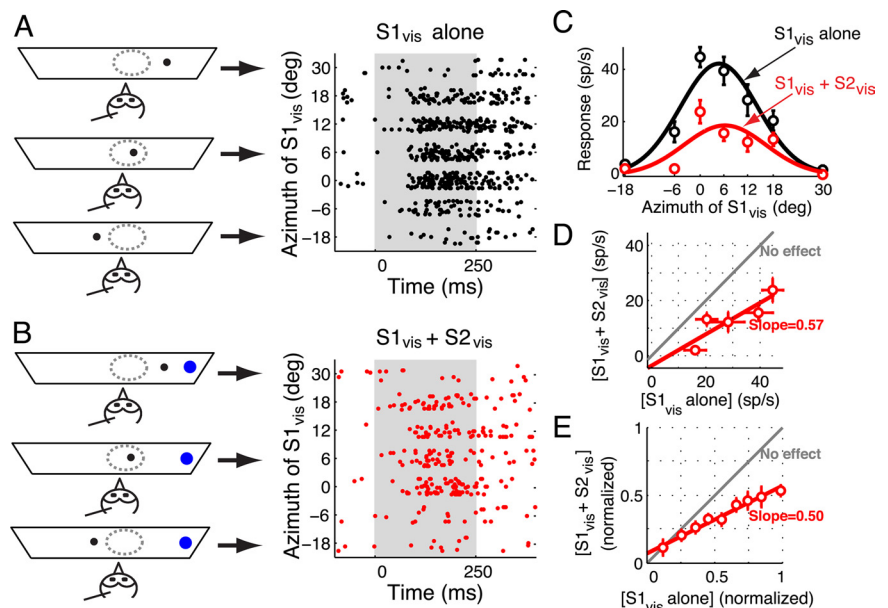 A
S1vis alone
Azimuth of S1vis (deg)
30
18
12
6
0
−6
−18
0
250
Time (ms)
B
S1vis + S2vis
Azimuth of S1vis (deg)
30
18
12
6
0
−6
−18
0
250
Time (ms)
C
S1vis alone
S1vis + S2vis
Response (sp/s)
40
20
0
-18
-6
0
6
12
18
30
Azimuth of S1vis (deg)
D
No effect
Slope=0.57
[S1vis + S2vis] (sp/s)
40
20
0
0
20
40
[S1vis alone] (sp/s)
E
No effect
Slope=0.50
[S1vis + S2vis]
(normalized)
1
0.5
0
0
0.5
1
[S1vis alone] (normalized)